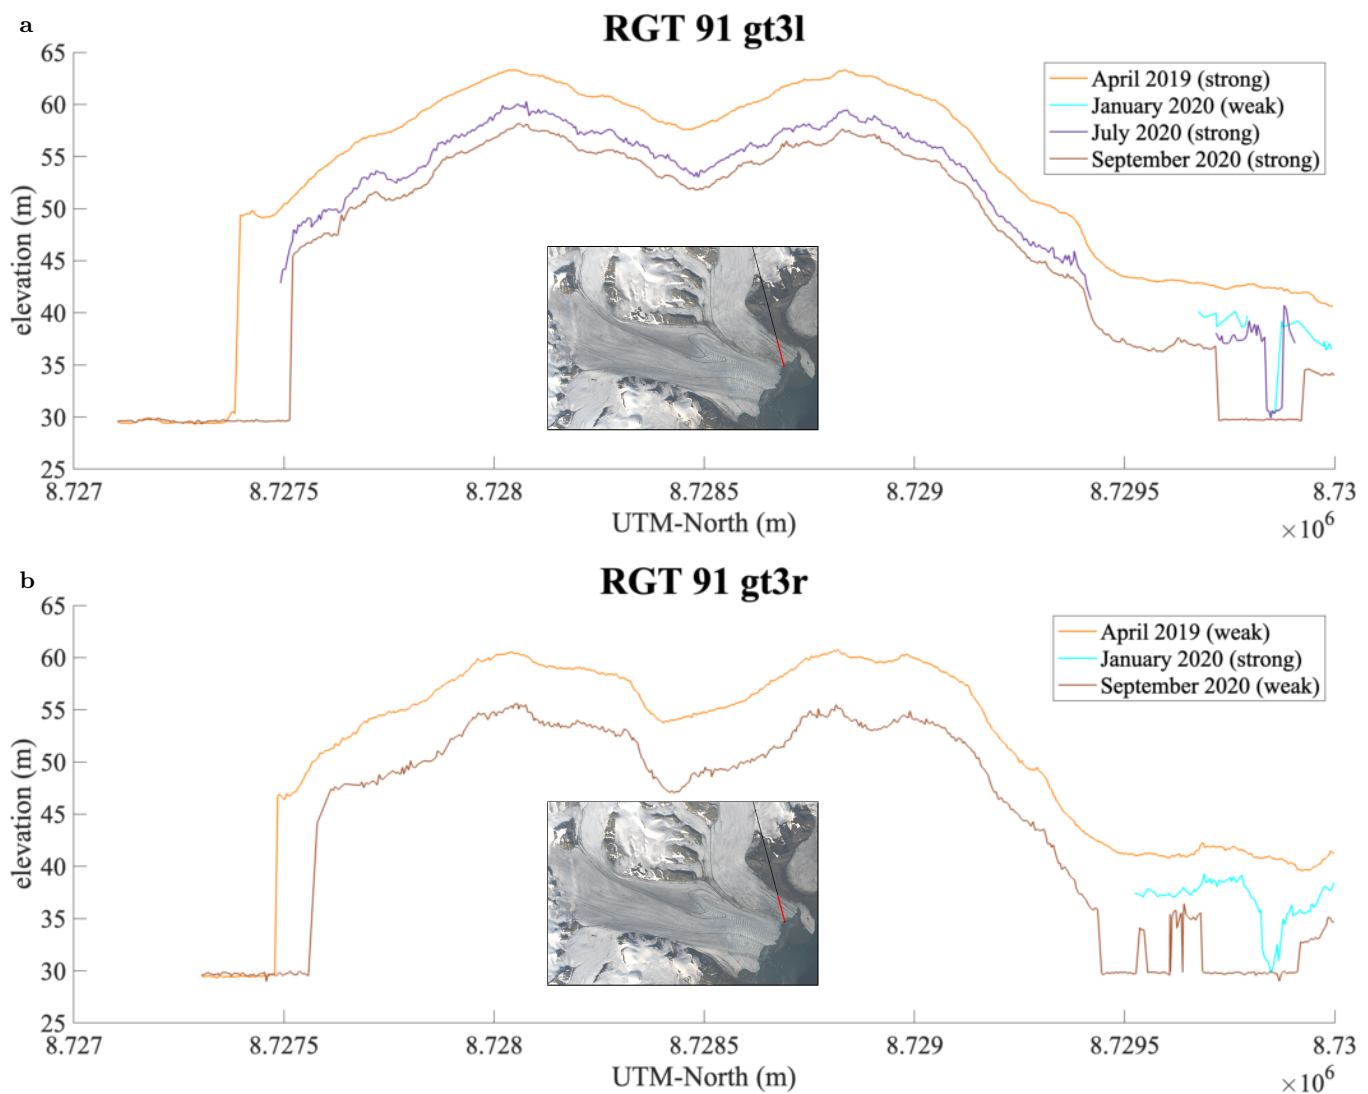 a
RGT 91 gt3l
65
60
55
50
45
40
35
30
25
elevation (m)
April 2019 (strong)
January 2020 (weak)
July 2020 (strong)
September 2020 (strong)
8.727 8.7275 8.728 8.7285 8.729 8.7295 8.73
UTM-North (m)
×10^6
b
RGT 91 gt3r
65
60
55
50
45
40
35
30
25
elevation (m)
April 2019 (weak)
January 2020 (strong)
September 2020 (weak)
8.727 8.7275 8.728 8.7285 8.729 8.7295 8.73
UTM-North (m)
×10^6